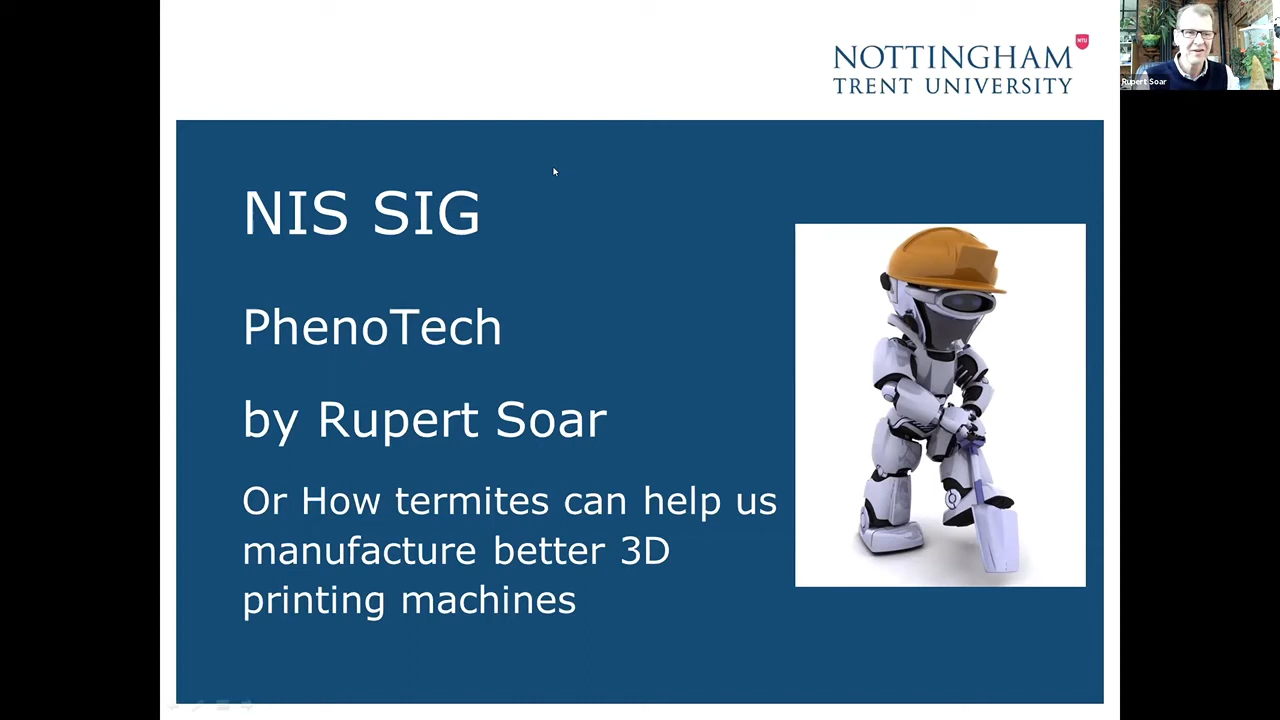 NOTTINGHAM
TRENT UNIVERSITY
NTU
Rupert Soar
NIS SIG
PhenoTech
by Rupert Soar
Or How termites can help us
manufacture better 3D
printing machines